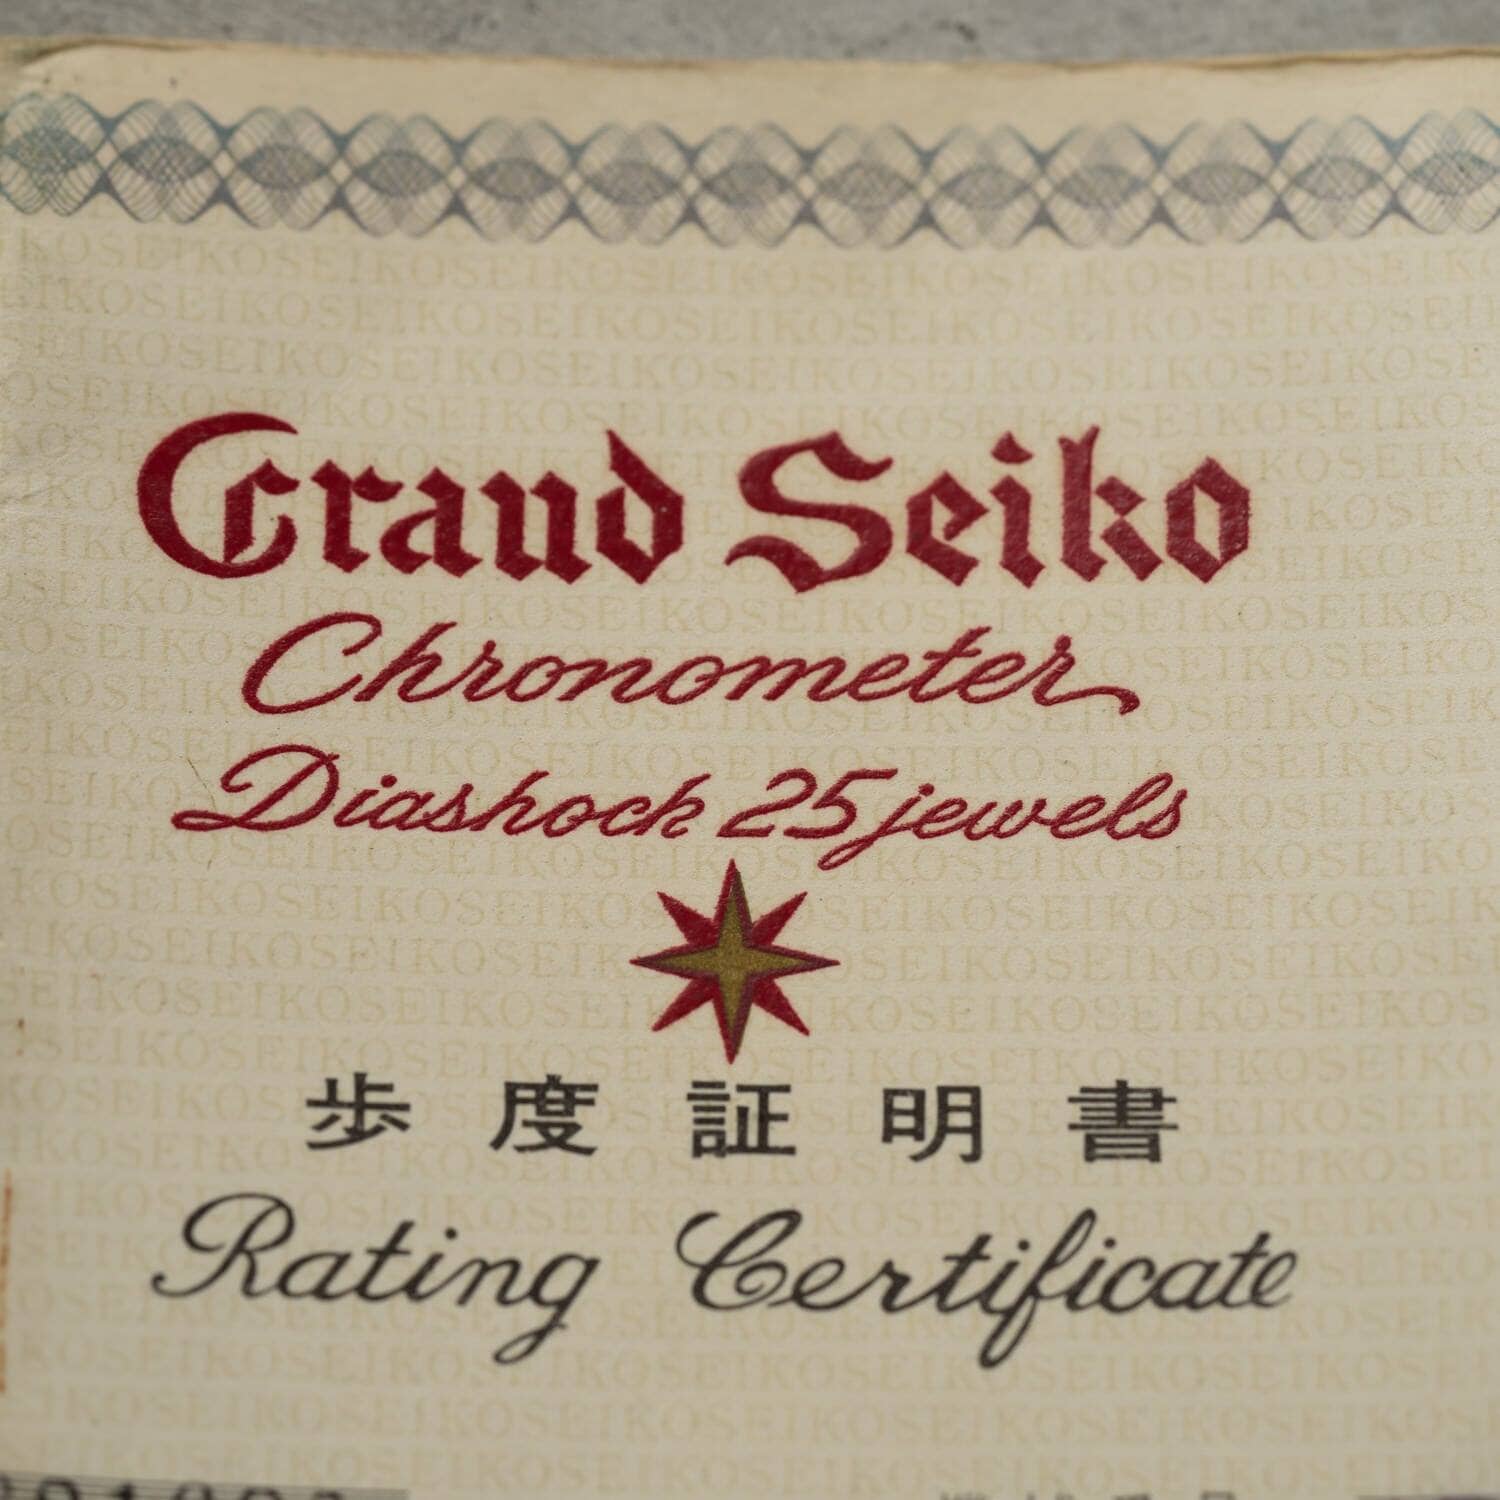 Grand Seiko
Chronometer
Diashock 25 jewels
歩度証明書
Rating Certificate